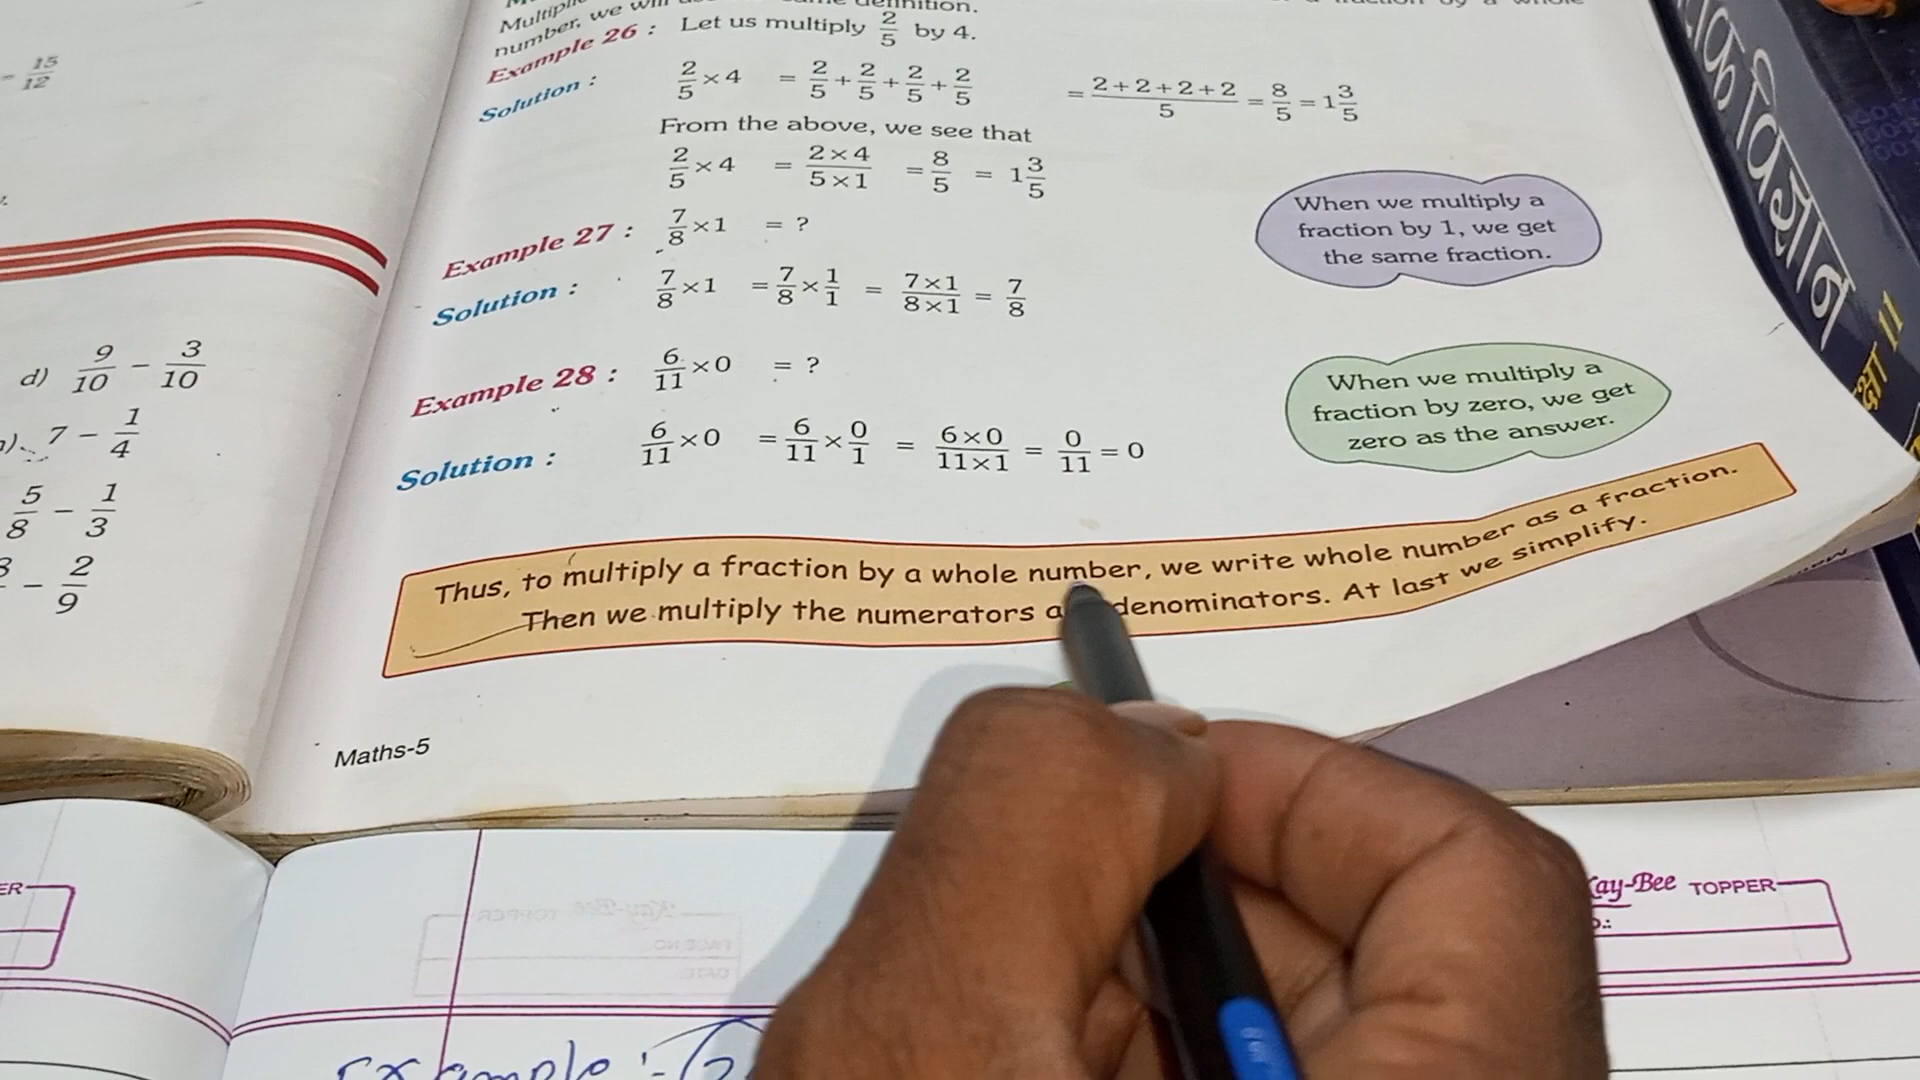 number, we
Example 26 : Let us multiply 2/5 by 4.
Solution : 2/5 × 4 = 2/5 + 2/5 + 2/5 + 2/5 = 2+2+2+2/5 = 8/5 = 1 3/5
From the above, we see that
2/5 × 4 = 2×4/5×1 = 8/5 = 1 3/5
Example 27 : 7/8 × 1 = ?
Solution : 7/8 × 1 = 7/8 × 1/1 = 7×1/8×1 = 7/8
When we multiply a
fraction by 1, we get
the same fraction.
Example 28 : 6/11 × 0 = ?
Solution : 6/11 × 0 = 6/11 × 0/1 = 6×0/11×1 = 0/11 = 0
When we multiply a
fraction by zero, we get
zero as the answer.
Thus, to multiply a fraction by a whole number, we write whole number as a fraction.
Then we multiply the numerators denominators. At last we simplify.
Maths-5
15/12
d) 9/10 - 3/10
7 - 1/4
5/8 - 1/3
- 2/9
विज्ञान
11
Kay-Bee TOPPER
Example :-